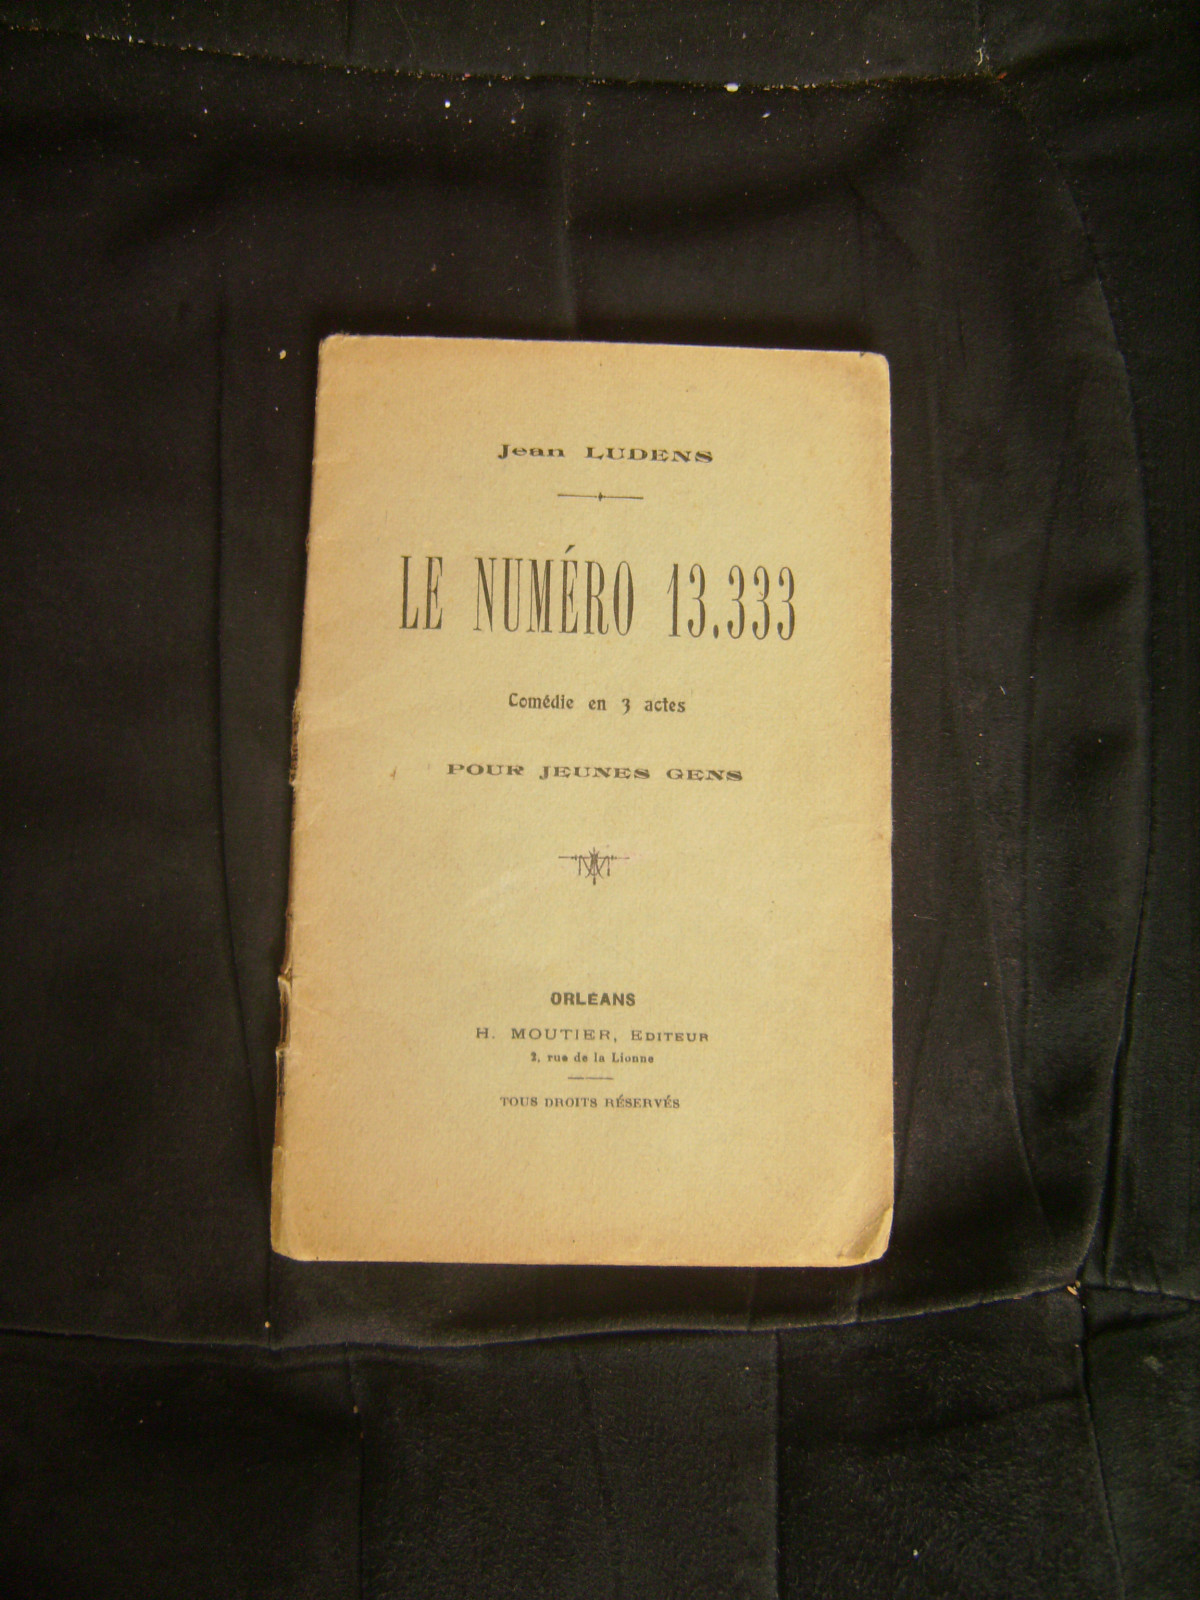 Jean LUDENS
LE NUMÉRO 13.333
Comédie en 3 actes
POUR JEUNES GENS
ORLÉANS
H. MOUTIER, EDITEUR
2, rue de la Lionne
TOUS DROITS RÉSERVÉS